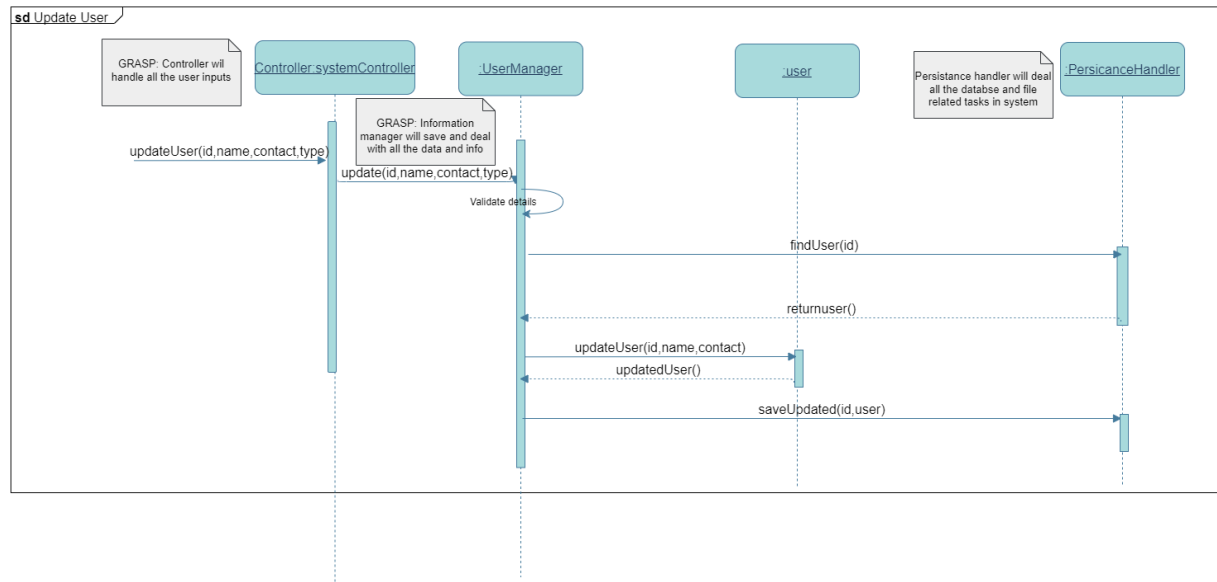 sd Update User
GRASP: Controller wil
handle all the user inputs
Controller:systemController
:UserManager
:user
Persistance handler will deal
all the databse and file
related tasks in system
:PersicanceHandler
GRASP: Information
manager will save and deal
with all the data and info
updateUser(id,name,contact,type)
update(id,name,contact,type)
Validate details
findUser(id)
returnuser()
updateUser(id,name,contact)
updatedUser()
saveUpdated(id,user)